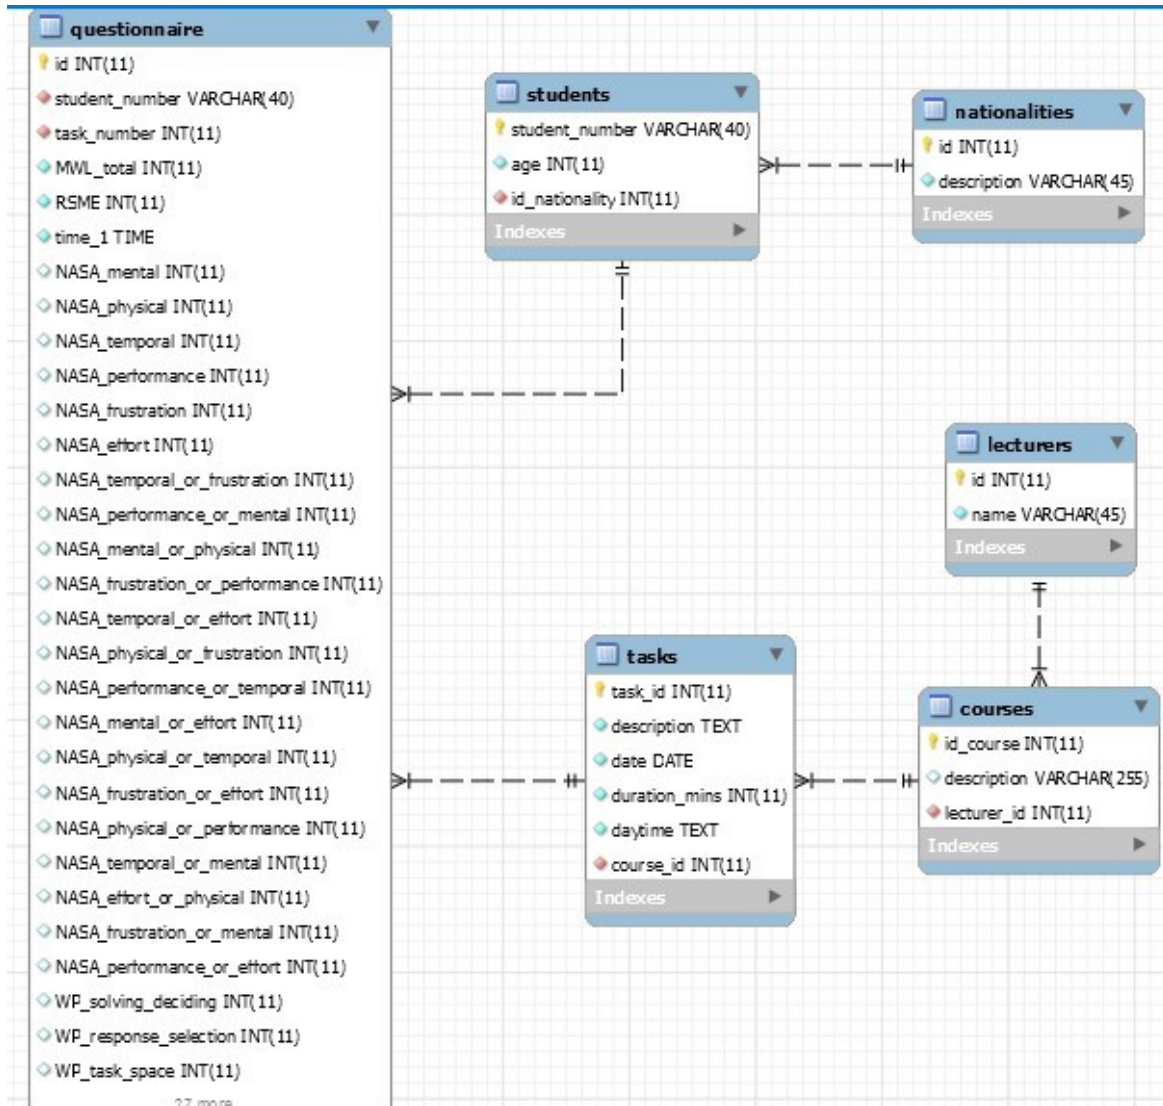 questionnaire
id INT(11)
student_number VARCHAR(40)
task_number INT(11)
MWL_total INT(11)
RSME INT(11)
time_1 TIME
NASA_mental INT(11)
NASA_physical INT(11)
NASA_temporal INT(11)
NASA_performance INT(11)
NASA_frustration INT(11)
NASA_effort INT(11)
NASA_temporal_or_frustration INT(11)
NASA_performance_or_mental INT(11)
NASA_mental_or_physical INT(11)
NASA_frustration_or_performance INT(11)
NASA_temporal_or_effort INT(11)
NASA_physical_or_frustration INT(11)
NASA_performance_or_temporal INT(11)
NASA_mental_or_effort INT(11)
NASA_physical_or_temporal INT(11)
NASA_frustration_or_effort INT(11)
NASA_physical_or_performance INT(11)
NASA_temporal_or_mental INT(11)
NASA_effort_or_physical INT(11)
NASA_frustration_or_mental INT(11)
NASA_performance_or_effort INT(11)
WP_solving_deciding INT(11)
WP_response_selection INT(11)
WP_task_space INT(11)
27 more
students
student_number VARCHAR(40)
age INT(11)
id_nationality INT(11)
Indexes
nationalities
id INT(11)
description VARCHAR(45)
Indexes
lecturers
id INT(11)
name VARCHAR(45)
Indexes
tasks
task_id INT(11)
description TEXT
date DATE
duration_mins INT(11)
daytime TEXT
course_id INT(11)
Indexes
courses
id_course INT(11)
description VARCHAR(255)
lecturer_id INT(11)
Indexes